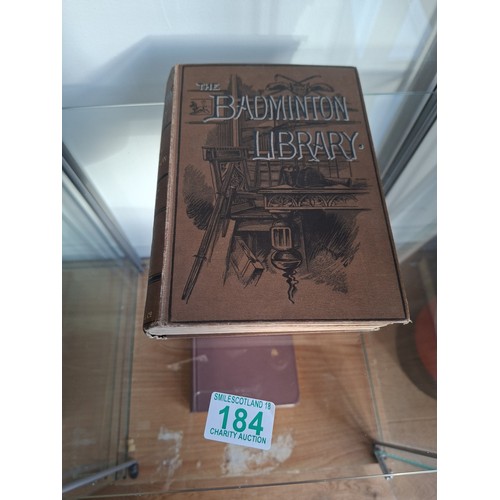 THE
BADMINTON
LIBRARY.
SMILESCOTLAND 18
184
CHARITY AUCTION